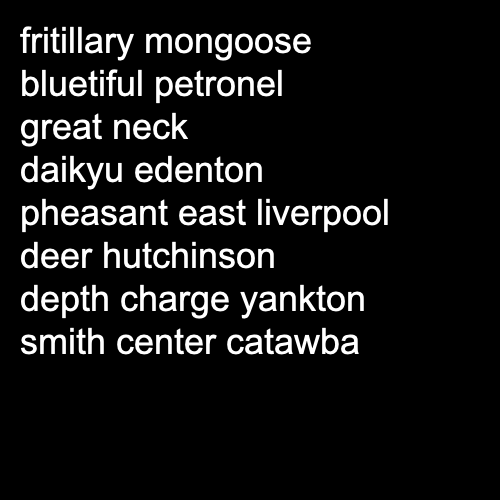 fritillary mongoose
bluetiful petronel
great neck
daikyu edenton
pheasant east liverpool
deer hutchinson
depth charge yankton
smith center catawba